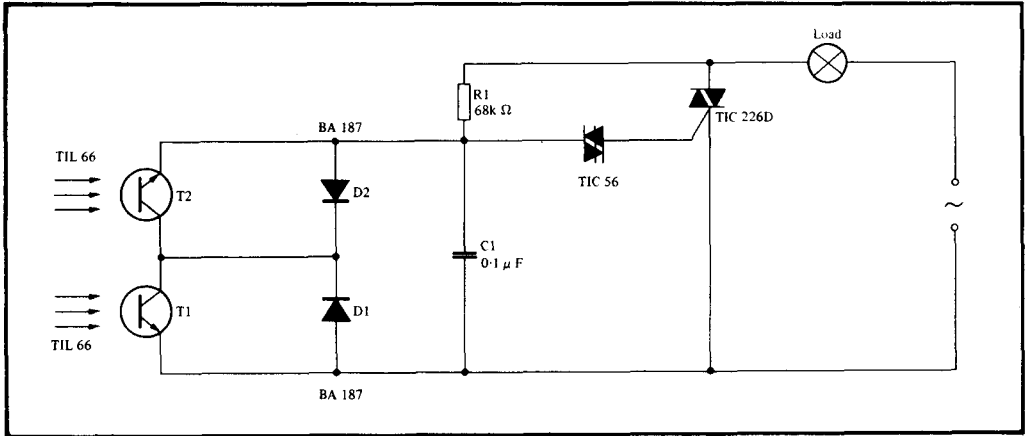 Load
R1
68k Ω
TIC 226D
BA 187
TIL 66
TIC 56
T2
D2
C1
0·1 μ F
~
T1
D1
TIL 66
BA 187